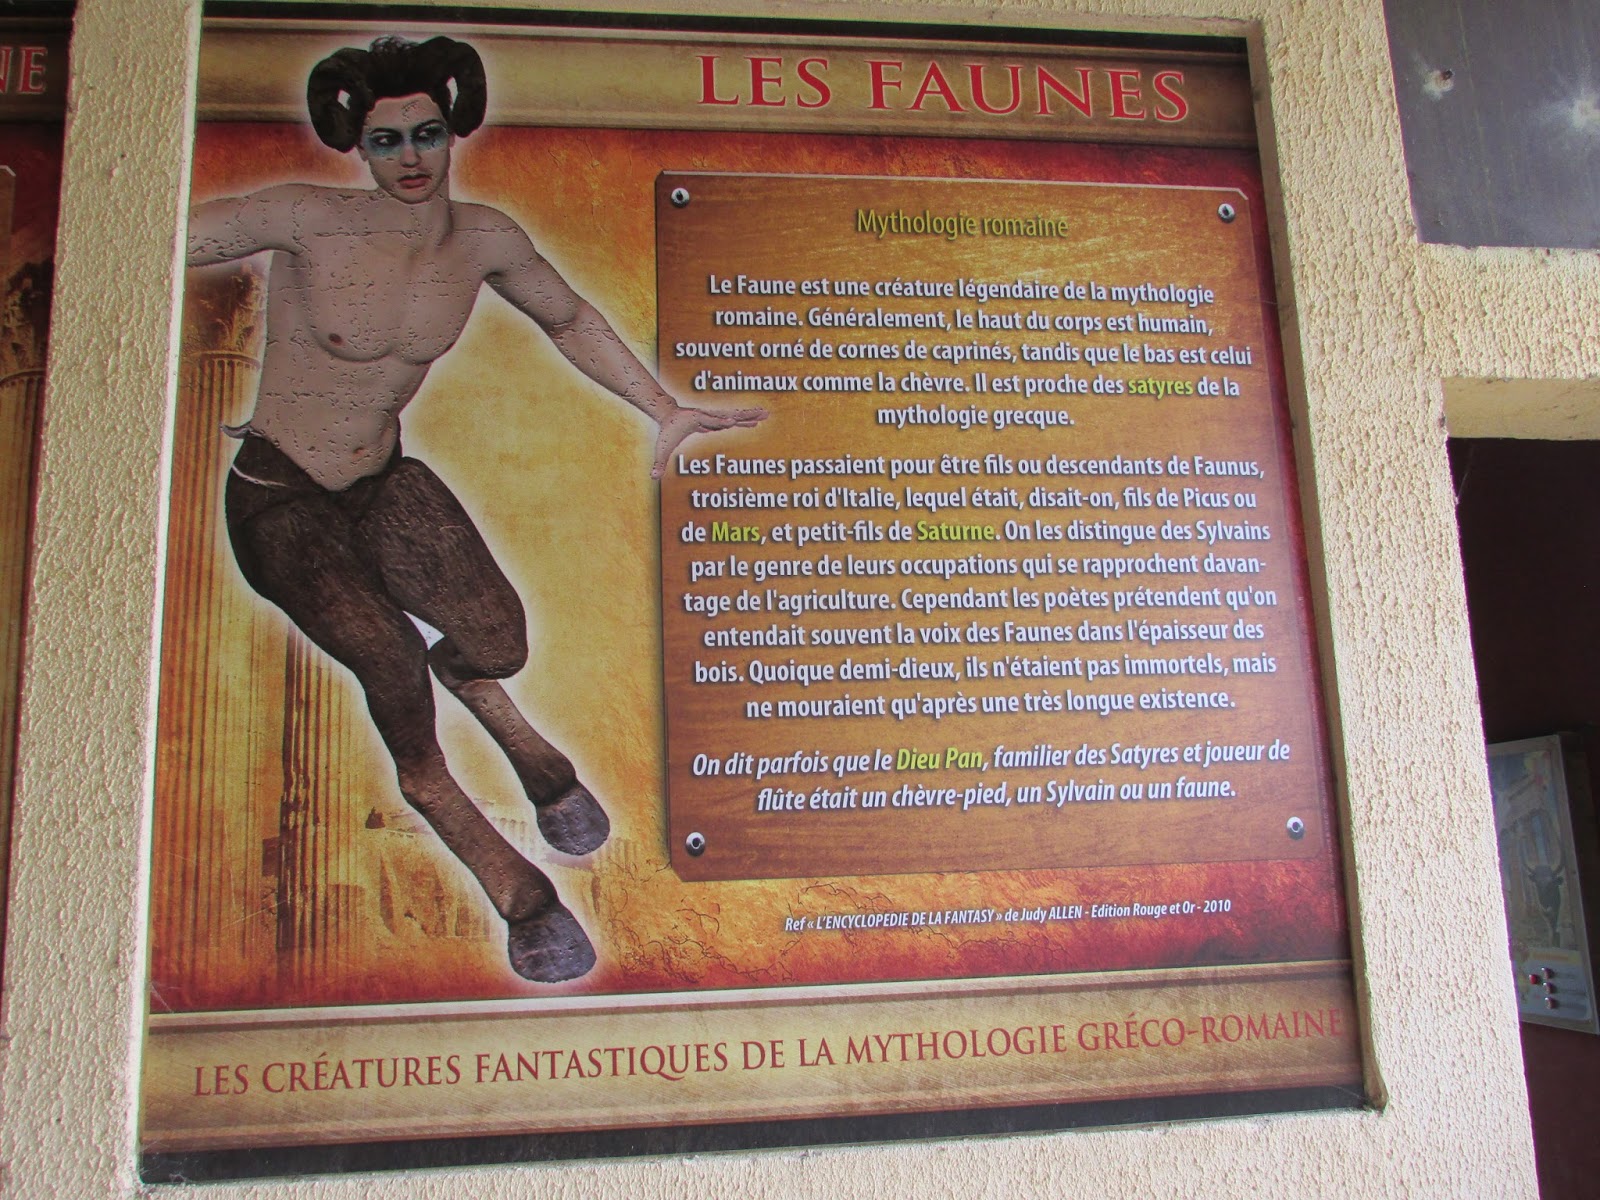 NE
LES FAUNES
Mythologie romaine
Le Faune est une créature légendaire de la mythologie
romaine. Généralement, le haut du corps est humain,
souvent orné de cornes de caprinés, tandis que le bas est celui
d'animaux comme la chèvre. Il est proche des satyres de la
mythologie grecque.
Les Faunes passaient pour être fils ou descendants de Faunus,
troisième roi d'Italie, lequel était, disait-on, fils de Picus ou
de Mars, et petit-fils de Saturne. On les distingue des Sylvains
par le genre de leurs occupations qui se rapprochent davan-
tage de l'agriculture. Cependant les poètes prétendent qu'on
entendait souvent la voix des Faunes dans l'épaisseur des
bois. Quoique demi-dieux, ils n'étaient pas immortels, mais
ne mouraient qu'après une très longue existence.
On dit parfois que le Dieu Pan, familier des Satyres et joueur de
flûte était un chèvre-pied, un Sylvain ou un faune.
Ref « L'ENCYCLOPEDIE DE LA FANTASY » de Judy ALLEN - Edition Rouge et Or - 2010
LES CRÉATURES FANTASTIQUES DE LA MYTHOLOGIE GRÉCO-ROMAINE